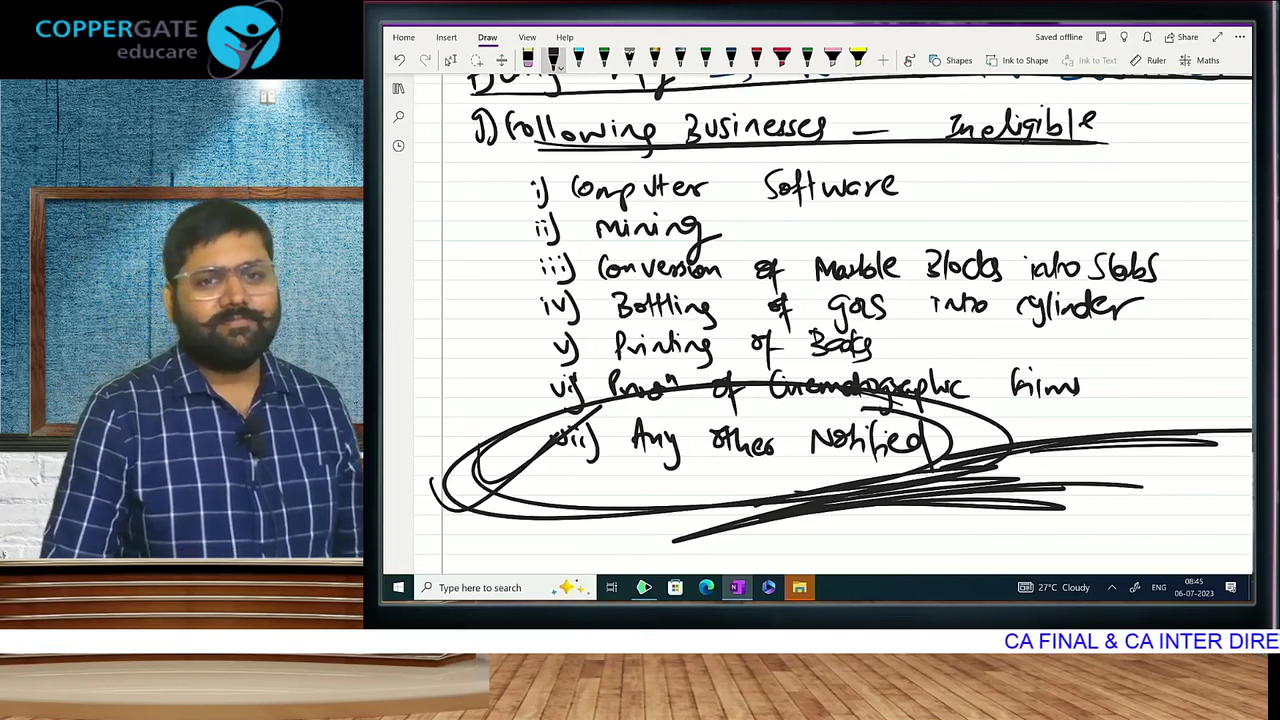 COPPERGATE
educare
Home Insert Draw View Help
Saved offline Share
Shapes Ink to Shape Ink to Text Ruler Maths
1) Following Businesses — Ineligible
i) Computer Software
ii) Mining
iii) Conversion of Marble Blocks into Slabs
iv) Bottling of gas into cylinder
v) Printing of Books
vi) of Cinematographic Films
vii) Any other Notified
Type here to search
27°C Cloudy
ENG
08:45
06-07-2023
CA FINAL & CA INTER DIRE